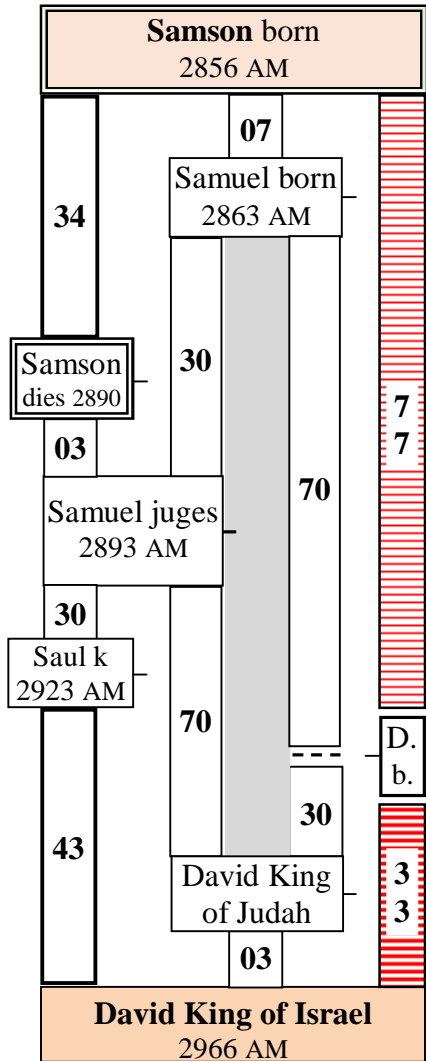 Samson born
2856 AM
07
Samuel born
2863 AM
34
30
Samson
dies 2890
7
7
03
70
Samuel juges
2893 AM
30
Saul k
2923 AM
70
D.
b.
30
43
David King
of Judah
3
3
03
David King of Israel
2966 AM